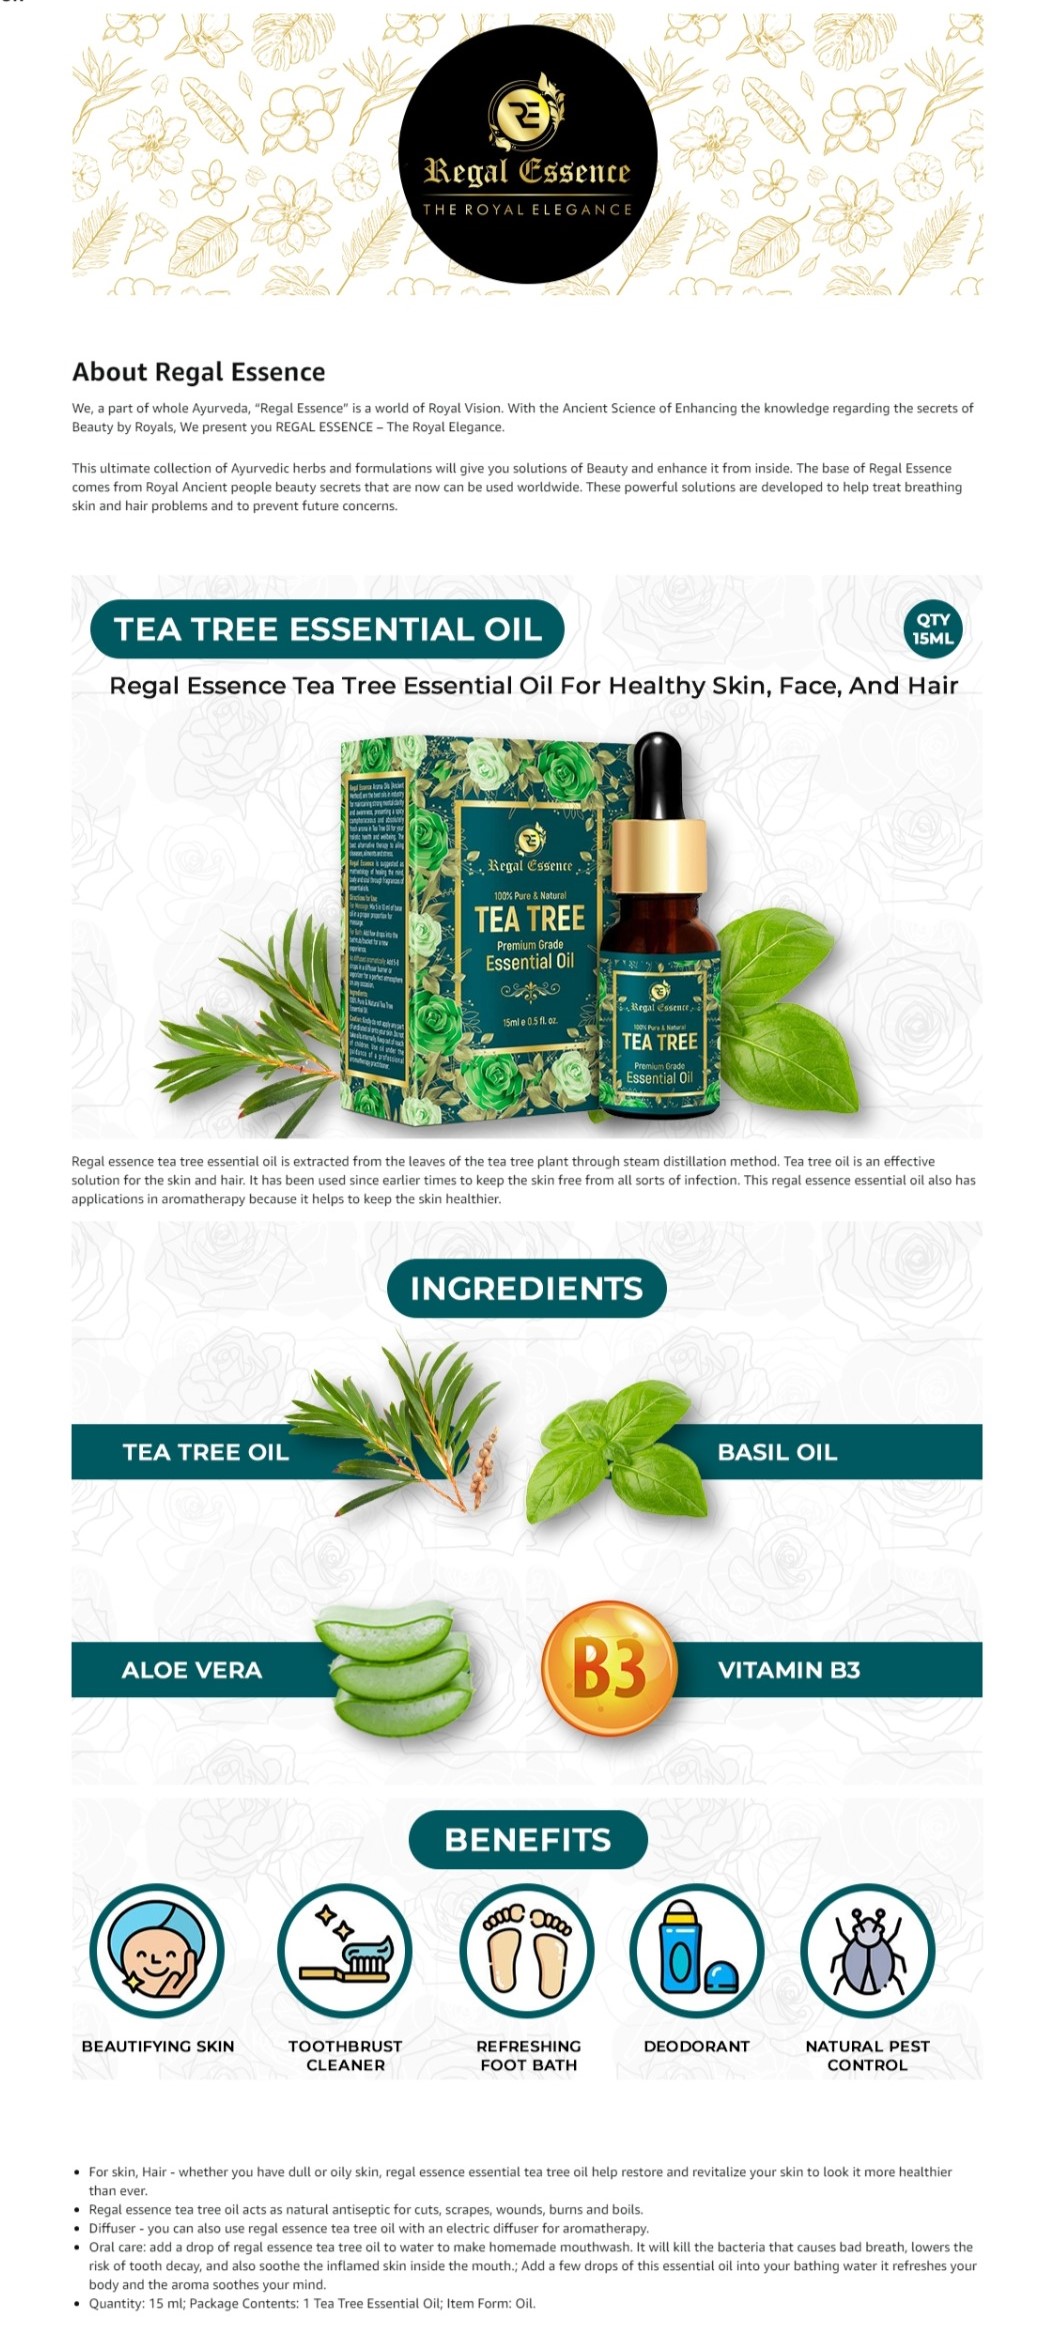 RE
Regal Essence
THE ROYAL ELEGANCE
About Regal Essence
We, a part of whole Ayurveda, “Regal Essence” is a world of Royal Vision. With the Ancient Science of Enhancing the knowledge regarding the secrets of
Beauty by Royals, We present you REGAL ESSENCE – The Royal Elegance.
This ultimate collection of Ayurvedic herbs and formulations will give you solutions of Beauty and enhance it from inside. The base of Regal Essence
comes from Royal Ancient people beauty secrets that are now can be used worldwide. These powerful solutions are developed to help treat breathing
skin and hair problems and to prevent future concerns.
TEA TREE ESSENTIAL OIL
QTY
15ML
Regal Essence Tea Tree Essential Oil For Healthy Skin, Face, And Hair
RE
Regal Essence
100% Pure & Natural
TEA TREE
Premium Grade
Essential Oil
15ml e 0.5 fl. oz.
RE
Regal Essence
100% Pure & Natural
TEA TREE
Premium Grade
Essential Oil
Regal essence tea tree essential oil is extracted from the leaves of the tea tree plant through steam distillation method. Tea tree oil is an effective
solution for the skin and hair. It has been used since earlier times to keep the skin free from all sorts of infection. This regal essence essential oil also has
applications in aromatherapy because it helps to keep the skin healthier.
INGREDIENTS
TEA TREE OIL
BASIL OIL
ALOE VERA
B3
VITAMIN B3
BENEFITS
BEAUTIFYING SKIN
TOOTHBRUST
CLEANER
REFRESHING
FOOT BATH
DEODORANT
NATURAL PEST
CONTROL
• For skin, Hair - whether you have dull or oily skin, regal essence essential tea tree oil help restore and revitalize your skin to look it more healthier
than ever.
• Regal essence tea tree oil acts as natural antiseptic for cuts, scrapes, wounds, burns and boils.
• Diffuser - you can also use regal essence tea tree oil with an electric diffuser for aromatherapy.
• Oral care: add a drop of regal essence tea tree oil to water to make homemade mouthwash. It will kill the bacteria that causes bad breath, lowers the
risk of tooth decay, and also soothe the inflamed skin inside the mouth.; Add a few drops of this essential oil into your bathing water it refreshes your
body and the aroma soothes your mind.
• Quantity: 15 ml; Package Contents: 1 Tea Tree Essential Oil; Item Form: Oil.